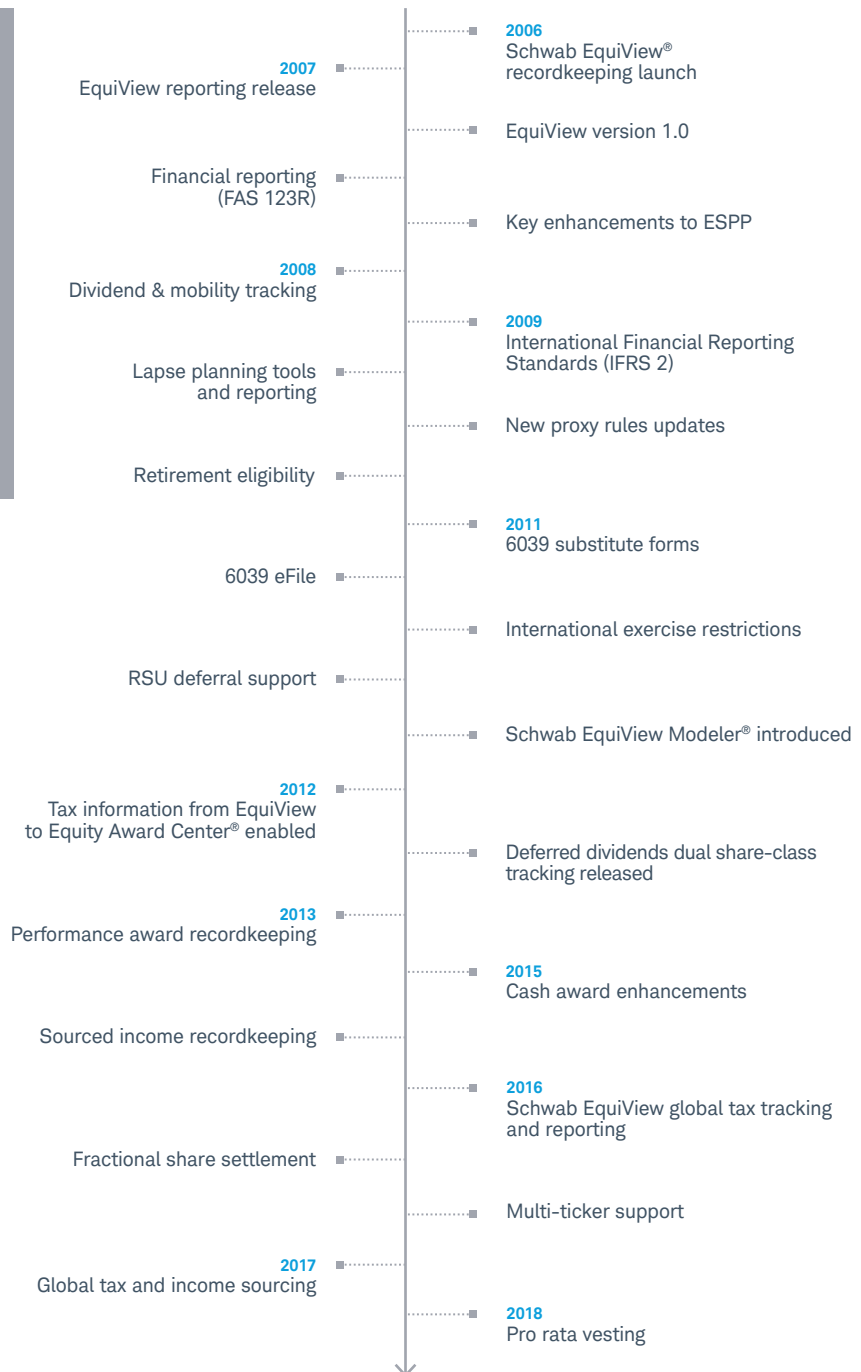 2006
Schwab EquiView®
recordkeeping launch
2007
EquiView reporting release
EquiView version 1.0
Financial reporting
(FAS 123R)
Key enhancements to ESPP
2008
Dividend & mobility tracking
2009
International Financial Reporting
Standards (IFRS 2)
Lapse planning tools
and reporting
New proxy rules updates
Retirement eligibility
2011
6039 substitute forms
6039 eFile
International exercise restrictions
RSU deferral support
Schwab EquiView Modeler® introduced
2012
Tax information from EquiView
to Equity Award Center® enabled
Deferred dividends dual share-class
tracking released
2013
Performance award recordkeeping
2015
Cash award enhancements
Sourced income recordkeeping
2016
Schwab EquiView global tax tracking
and reporting
Fractional share settlement
Multi-ticker support
2017
Global tax and income sourcing
2018
Pro rata vesting